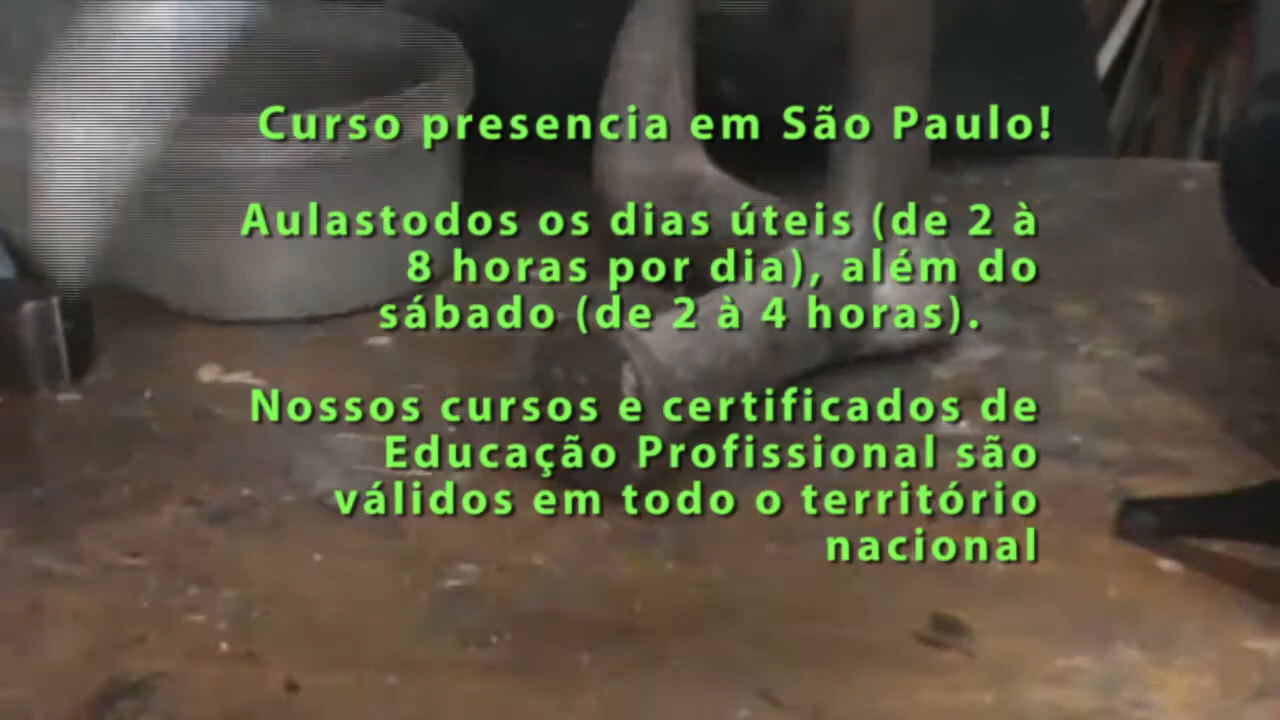 Curso presencia em São Paulo!
Aulastodos os dias úteis (de 2 à
8 horas por dia), além do
sábado (de 2 à 4 horas).
Nossos cursos e certificados de
Educação Profissional são
válidos em todo o território
nacional